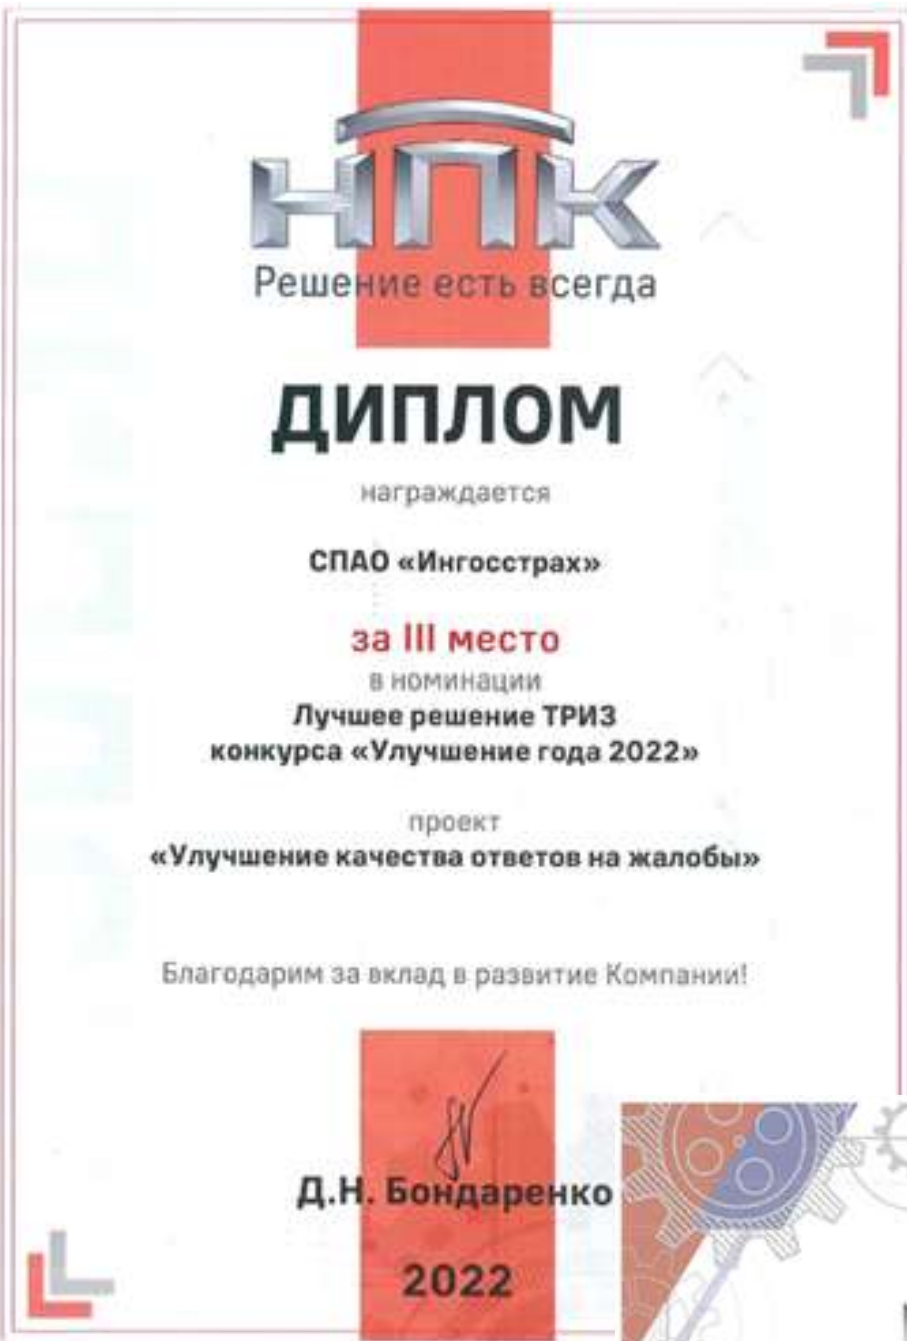 НПК
Решение есть всегда
ДИПЛОМ
награждается
СПАО «Ингосстрах»
за III место
в номинации
Лучшее решение ТРИЗ
конкурса «Улучшение года 2022»
проект
«Улучшение качества ответов на жалобы»
Благодарим за вклад в развитие Компании!
Д.Н. Бондаренко
2022